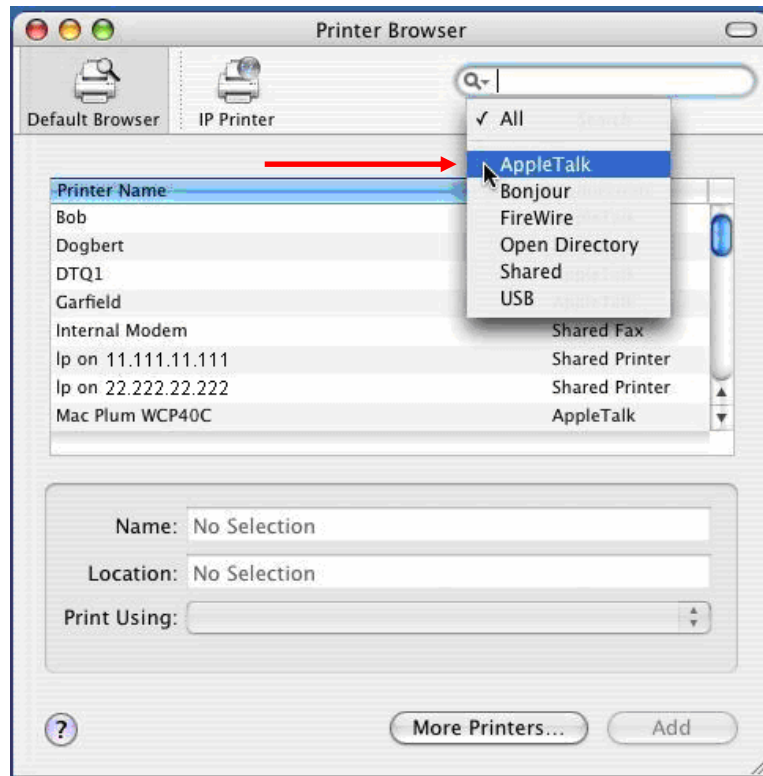 Printer Browser
Default Browser
IP Printer
Search
✓ All
AppleTalk
Bonjour
FireWire
Open Directory
Shared
USB
Printer Name
Bob
Dogbert
DTQ1
Garfield
AppleTalk
Internal Modem Shared Fax
lp on 11.111.11.111 Shared Printer
lp on 22.222.22.222 Shared Printer
Mac Plum WCP40C AppleTalk
Name: No Selection
Location: No Selection
Print Using:
? More Printers... Add